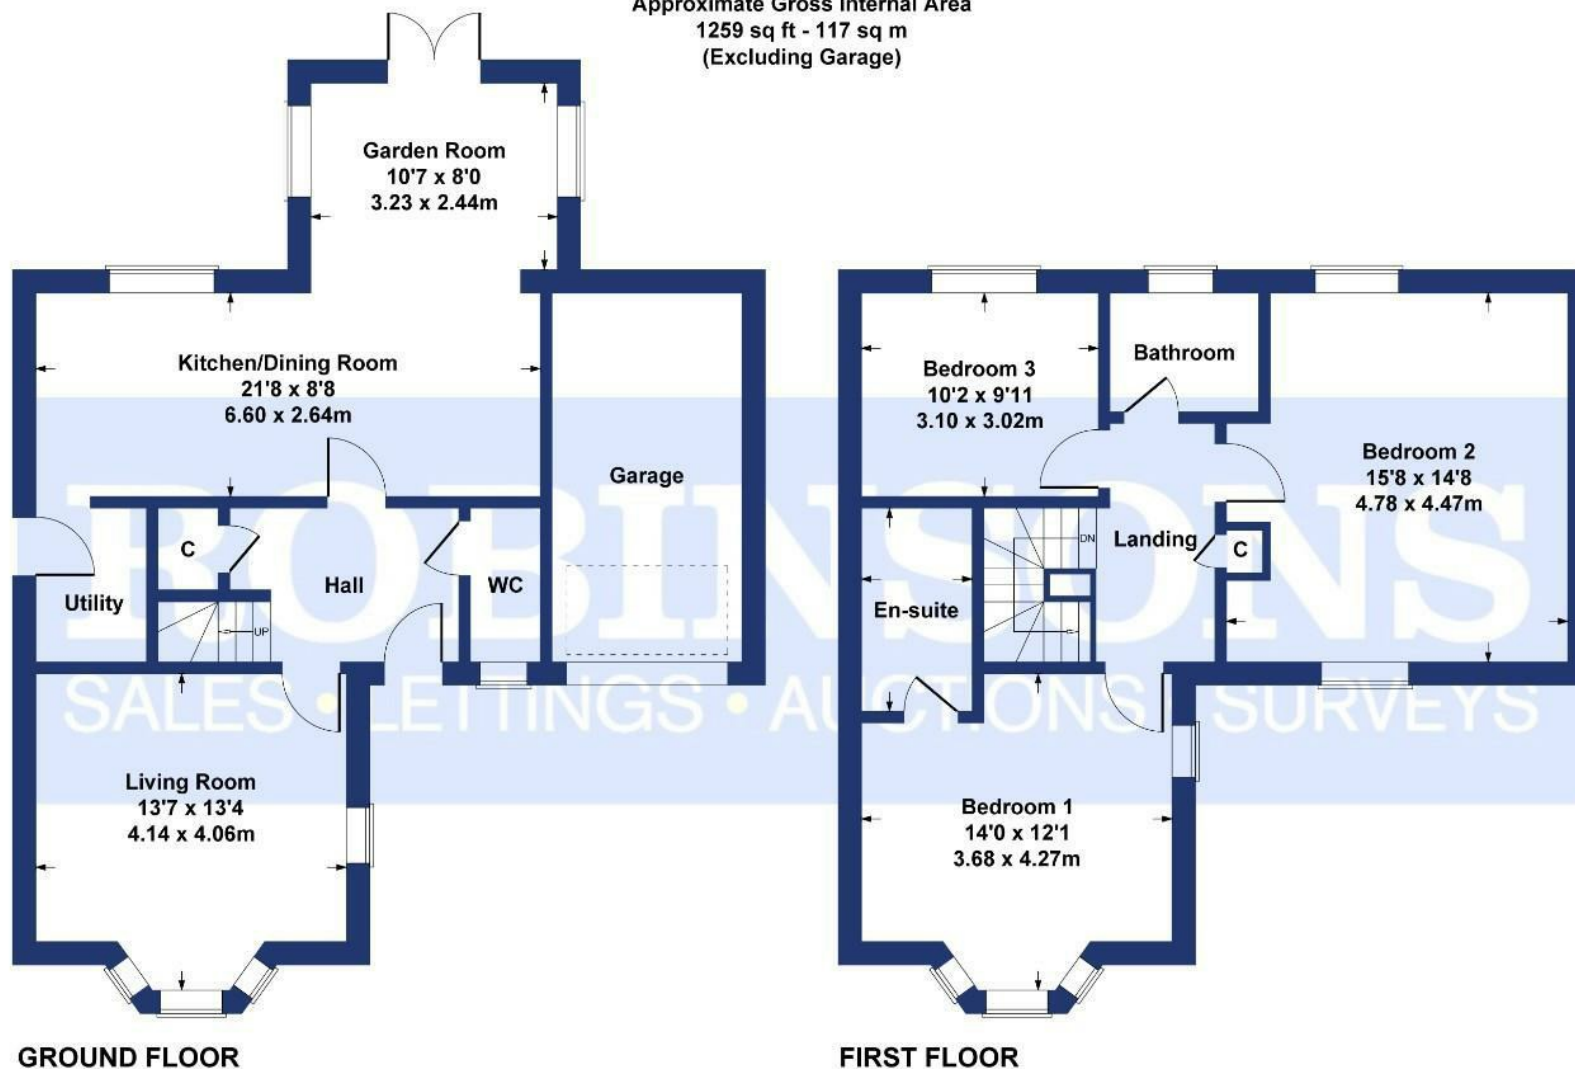 Approximate Gross Internal Area
1259 sq ft - 117 sq m
(Excluding Garage)
Garden Room
10'7 x 8'0
3.23 x 2.44m
Kitchen/Dining Room
21'8 x 8'8
6.60 x 2.64m
Garage
C
Hall
WC
Utility
UP
Living Room
13'7 x 13'4
4.14 x 4.06m
GROUND FLOOR
Bedroom 3
10'2 x 9'11
3.10 x 3.02m
Bathroom
Bedroom 2
15'8 x 14'8
4.78 x 4.47m
DN
Landing
C
En-suite
Bedroom 1
14'0 x 12'1
3.68 x 4.27m
FIRST FLOOR
ROBINSONS
SALES • LETTINGS • AUCTIONS • SURVEYS